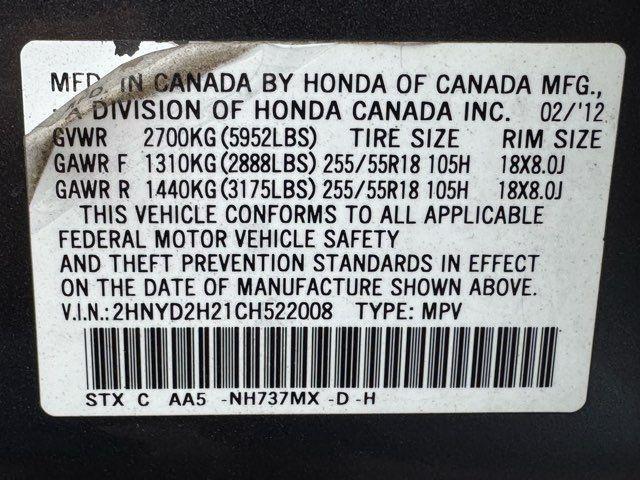 MFD. IN CANADA BY HONDA OF CANADA MFG.,
A DIVISION OF HONDA CANADA INC. 02/'12
GVWR 2700KG (5952LBS) TIRE SIZE RIM SIZE
GAWR F 1310KG (2888LBS) 255/55R18 105H 18X8.0J
GAWR R 1440KG (3175LBS) 255/55R18 105H 18X8.0J
THIS VEHICLE CONFORMS TO ALL APPLICABLE
FEDERAL MOTOR VEHICLE SAFETY
AND THEFT PREVENTION STANDARDS IN EFFECT
ON THE DATE OF MANUFACTURE SHOWN ABOVE.
V.I.N.: 2HNYD2H21CH522008 TYPE: MPV
STX C AA5 -NH737MX -D -H